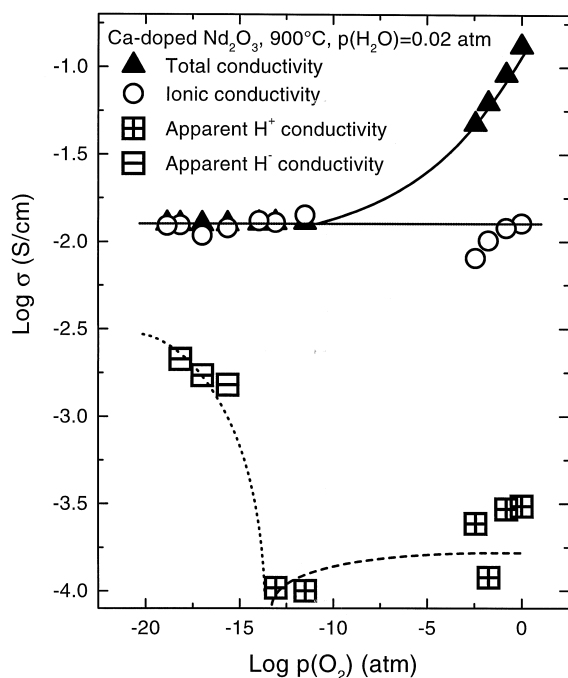 Ca-doped Nd₂O₃, 900°C, p(H₂O)=0.02 atm
Total conductivity
Ionic conductivity
Apparent H⁺ conductivity
Apparent H⁻ conductivity
Log σ (S/cm)
-1.0
-1.5
-2.0
-2.5
-3.0
-3.5
-4.0
-20
-15
-10
-5
0
Log p(O₂) (atm)